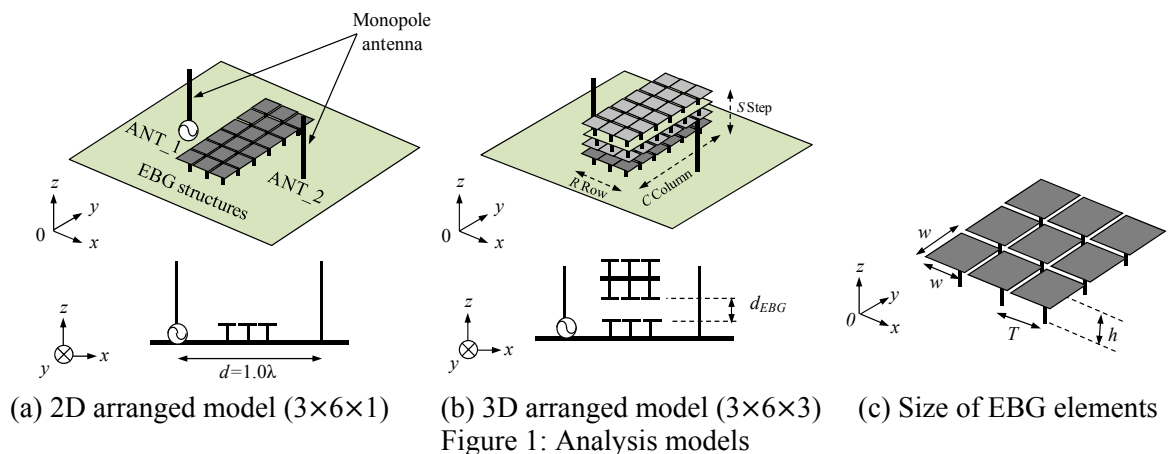 Monopole
antenna
ANT_1
EBG structures
ANT_2
z
y
0
x
z
y
x
d=1.0λ
(a) 2D arranged model (3×6×1)
S Step
R Row
C Column
z
y
0
x
d_EBG
z
y
x
(b) 3D arranged model (3×6×3)
w
w
z
y
0
x
T
h
(c) Size of EBG elements
Figure 1: Analysis models